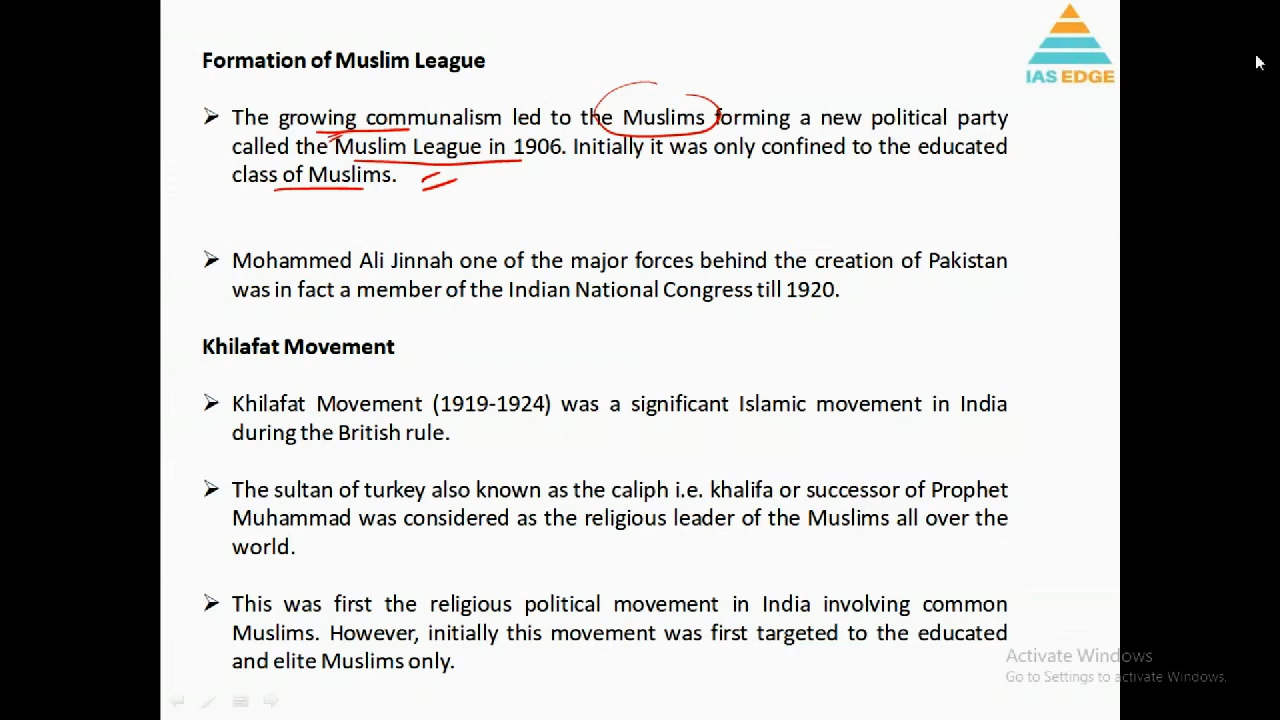 IAS EDGE
Formation of Muslim League
➢ The growing communalism led to the Muslims forming a new political party
called the Muslim League in 1906. Initially it was only confined to the educated
class of Muslims.
➢ Mohammed Ali Jinnah one of the major forces behind the creation of Pakistan
was in fact a member of the Indian National Congress till 1920.
Khilafat Movement
➢ Khilafat Movement (1919-1924) was a significant Islamic movement in India
during the British rule.
➢ The sultan of turkey also known as the caliph i.e. khalifa or successor of Prophet
Muhammad was considered as the religious leader of the Muslims all over the
world.
➢ This was first the religious political movement in India involving common
Muslims. However, initially this movement was first targeted to the educated
and elite Muslims only.
Activate Windows
Go to Settings to activate Windows.